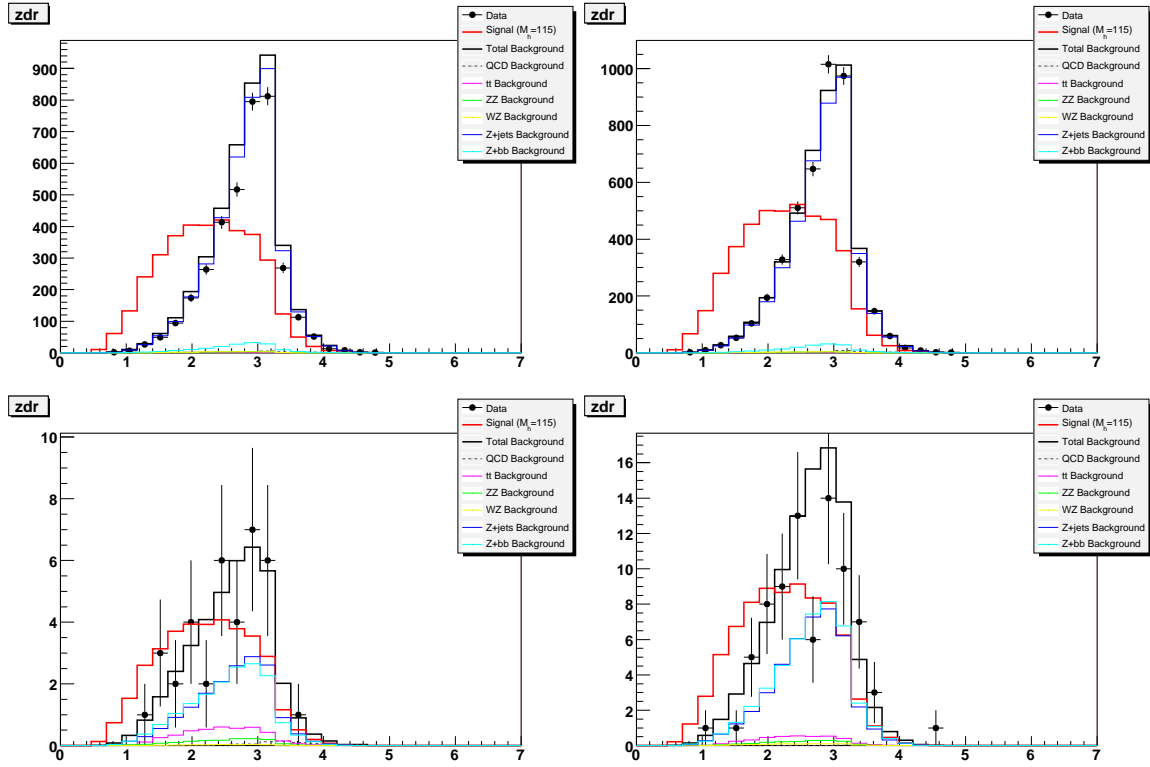 zdr
Data
Signal (M_h=115)
Total Background
QCD Background
tt Background
ZZ Background
WZ Background
Z+jets Background
Z+bb Background
900
800
700
600
500
400
300
200
100
0
0 1 2 3 4 5 6 7
zdr
Data
Signal (M_h=115)
Total Background
QCD Background
tt Background
ZZ Background
WZ Background
Z+jets Background
Z+bb Background
1000
800
600
400
200
0
0 1 2 3 4 5 6 7
zdr
Data
Signal (M_h=115)
Total Background
QCD Background
tt Background
ZZ Background
WZ Background
Z+jets Background
Z+bb Background
10
8
6
4
2
0
0 1 2 3 4 5 6 7
zdr
Data
Signal (M_h=115)
Total Background
QCD Background
tt Background
ZZ Background
WZ Background
Z+jets Background
Z+bb Background
16
14
12
10
8
6
4
2
0
0 1 2 3 4 5 6 7